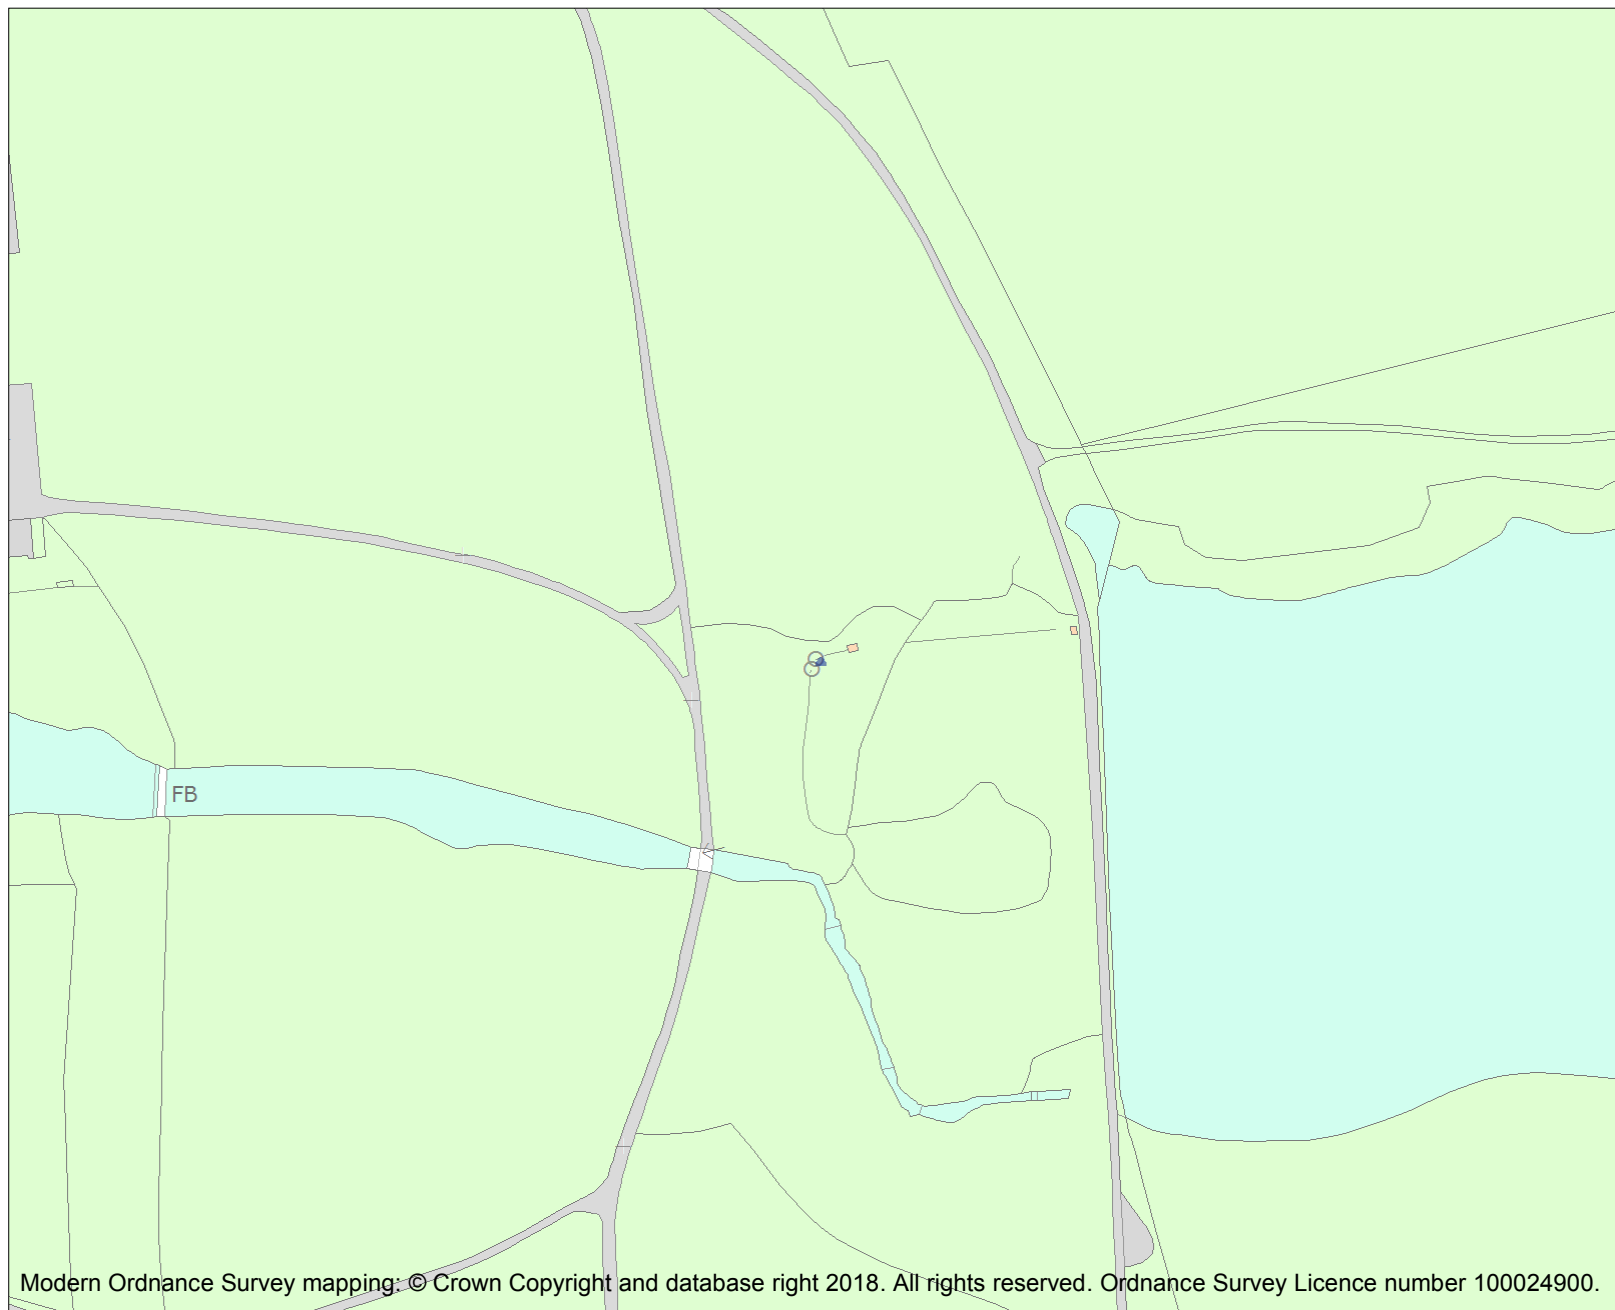 FB
Modern Ordnance Survey mapping: © Crown Copyright and database right 2018. All rights reserved. Ordnance Survey Licence number 100024900.